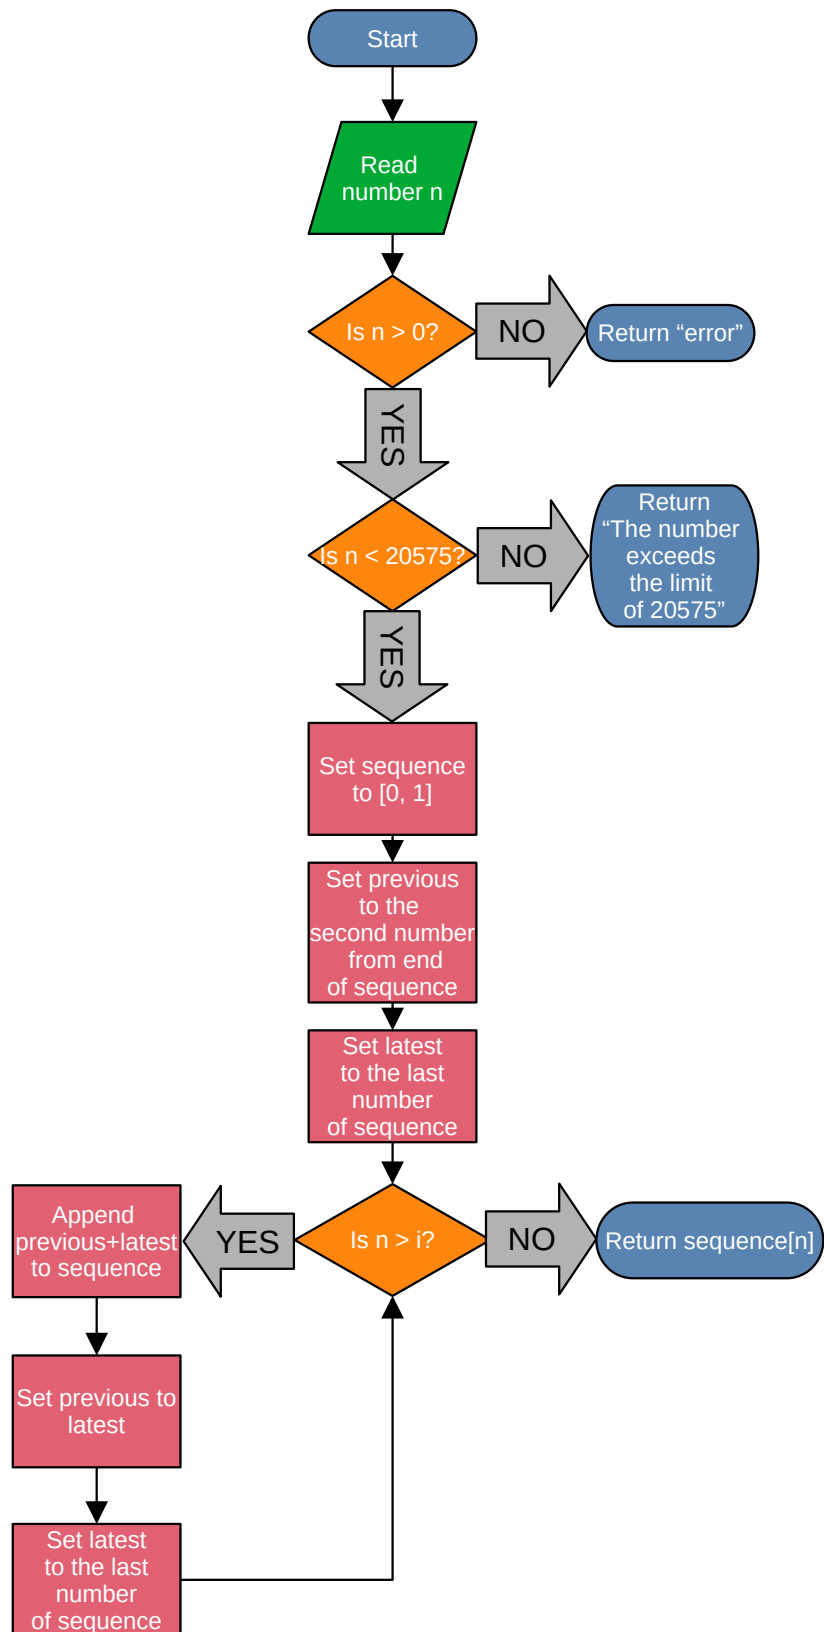 Start
Read
number n
Is n > 0?
NO
Return “error”
YES
Is n < 20575?
NO
Return
“The number
exceeds
the limit
of 20575”
YES
Set sequence
to [0, 1]
Set previous
to the
second number
from end
of sequence
Set latest
to the last
number
of sequence
Is n > i?
YES
NO
Return sequence[n]
Append
previous+latest
to sequence
Set previous to
latest
Set latest
to the last
number
of sequence